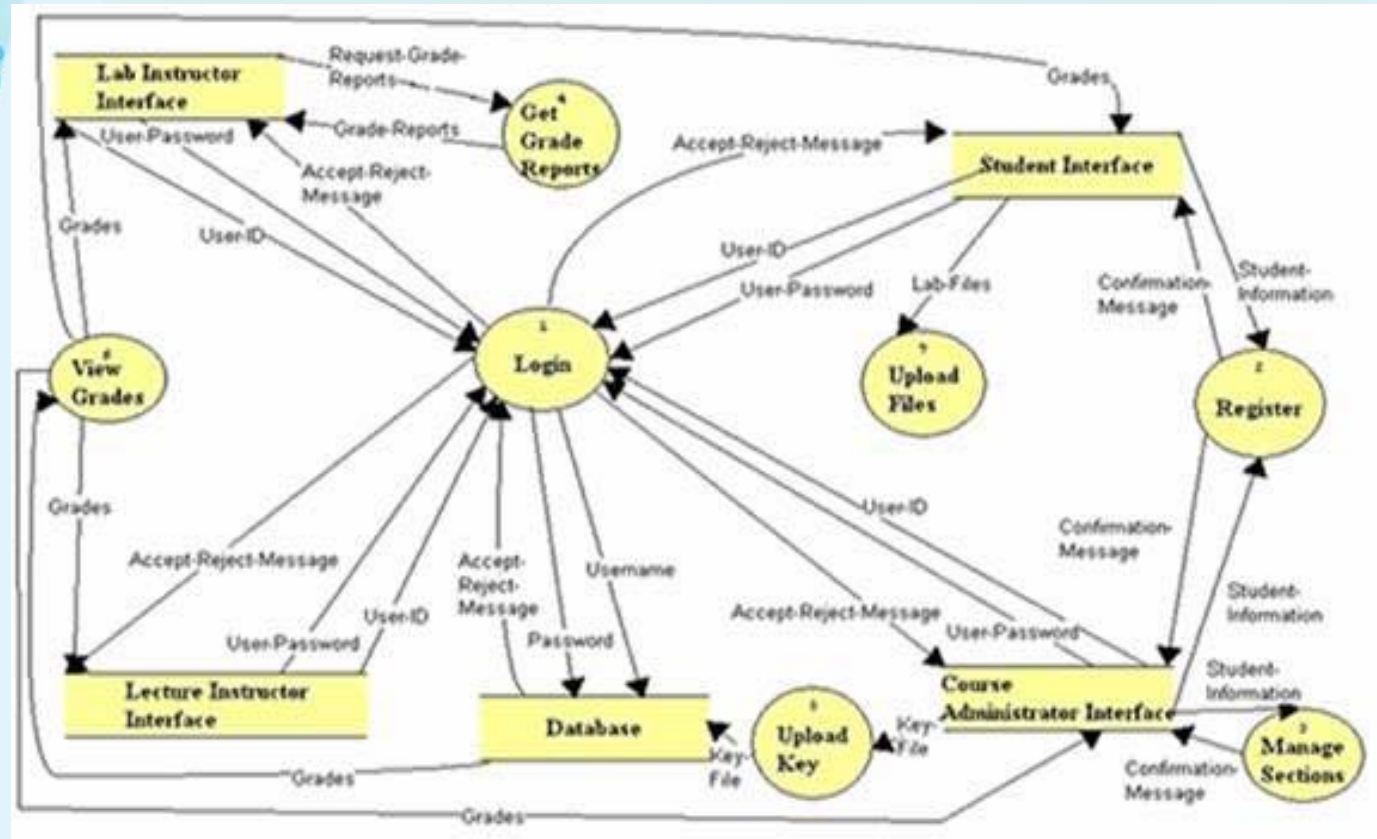 Lab Instructor
Interface
Request-Grade-
Reports
Get
Grade
Reports
Grade-Reports
User-Password
Accept-Reject-
Message
User-ID
Grades
Grades
Accept-Reject-Message
Student Interface
User-ID
User-Password
Lab-Files
Confirmation-
Message
Student-
Information
1
Login
View
Grades
Upload
Files
2
Register
Grades
Accept-Reject-Message
User-Password
User-ID
Accept-
Reject-
Message
Password
Username
User-ID
Accept-Reject-Message
User-Password
Confirmation-
Message
Student-
Information
Student-
Information
Lecture Instructor
Interface
Database
Key-
File
Upload
Key
Key-
File
Course
Administrator Interface
3
Manage
Sections
Confirmation-
Message
Grades
Grades